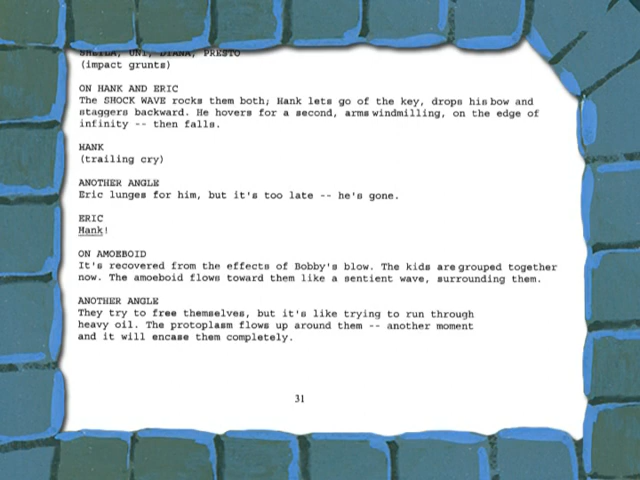 SHEILA, UNI, DIANA, PRESTO
(impact grunts)
ON HANK AND ERIC
The SHOCK WAVE rocks them both; Hank lets go of the key, drops his bow and
staggers backward. He hovers for a second, arms windmilling, on the edge of
infinity -- then falls.
HANK
(trailing cry)
ANOTHER ANGLE
Eric lunges for him, but it's too late -- he's gone.
ERIC
Hank!
ON AMOEBOID
It's recovered from the effects of Bobby's blow. The kids are grouped together
now. The amoeboid flows toward them like a sentient wave, surrounding them.
ANOTHER ANGLE
They try to free themselves, but it's like trying to run through
heavy oil. The protoplasm flows up around them -- another moment
and it will encase them completely.
31